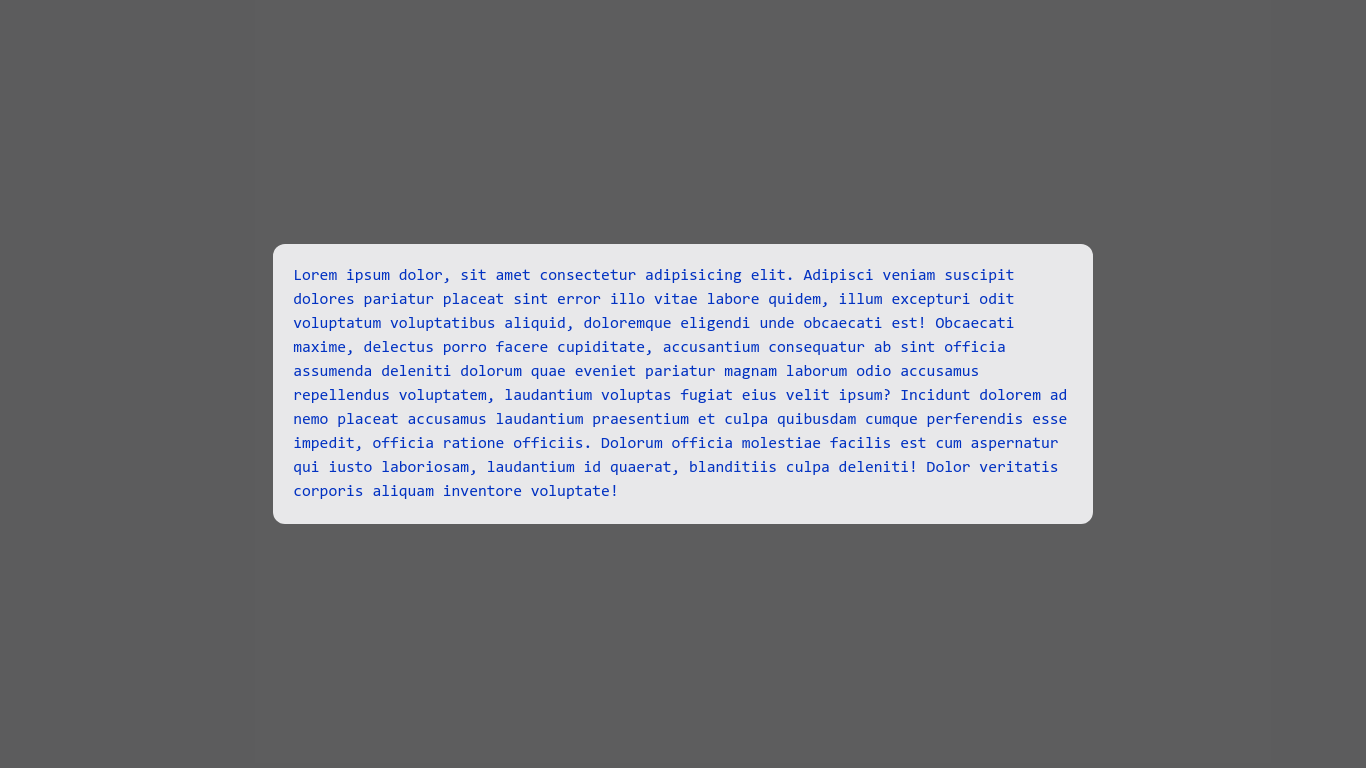 Lorem ipsum dolor, sit amet consectetur adipisicing elit. Adipisci veniam suscipit
dolores pariatur placeat sint error illo vitae labore quidem, illum excepturi odit
voluptatum voluptatibus aliquid, doloremque eligendi unde obcaecati est! Obcaecati
maxime, delectus porro facere cupiditate, accusantium consequatur ab sint officia
assumenda deleniti dolorum quae eveniet pariatur magnam laborum odio accusamus
repellendus voluptatem, laudantium voluptas fugiat eius velit ipsum? Incidunt dolorem ad
nemo placeat accusamus laudantium praesentium et culpa quibusdam cumque perferendis esse
impedit, officia ratione officiis. Dolorum officia molestiae facilis est cum aspernatur
qui iusto laboriosam, laudantium id quaerat, blanditiis culpa deleniti! Dolor veritatis
corporis aliquam inventore voluptate!